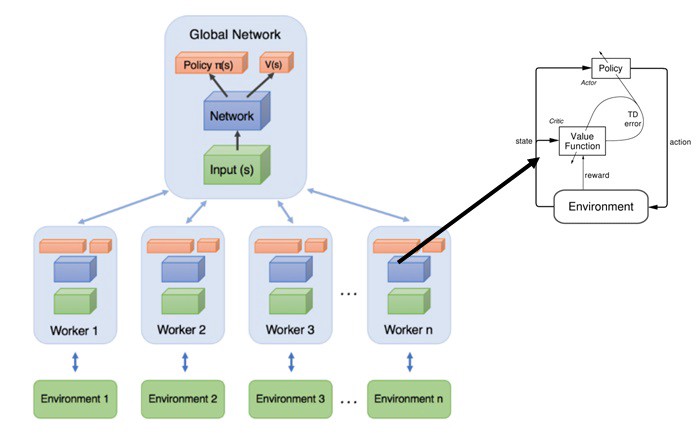 Global Network
Policy π(s)
V(s)
Network
Input (s)
Worker 1
Worker 2
Worker 3
...
Worker n
Environment 1
Environment 2
Environment 3
...
Environment n
Policy
Actor
TD
error
Critic
Value
Function
state
action
reward
Environment